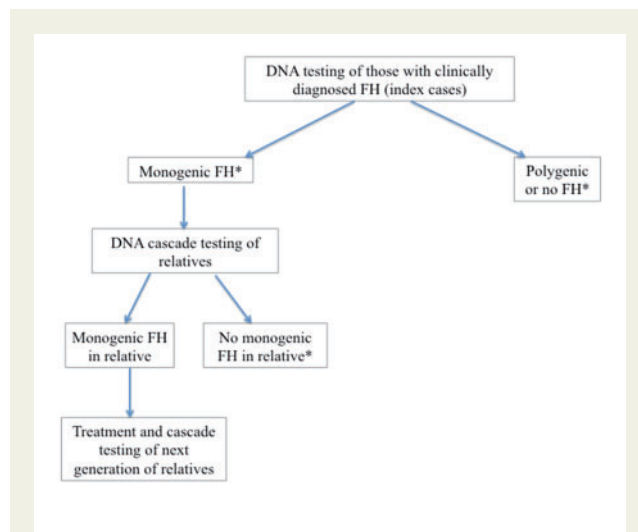 DNA testing of those with clinically
diagnosed FH (index cases)
Monogenic FH*
Polygenic
or no FH*
DNA cascade testing of
relatives
Monogenic FH
in relative
No monogenic
FH in relative*
Treatment and cascade
testing of next
generation of relatives